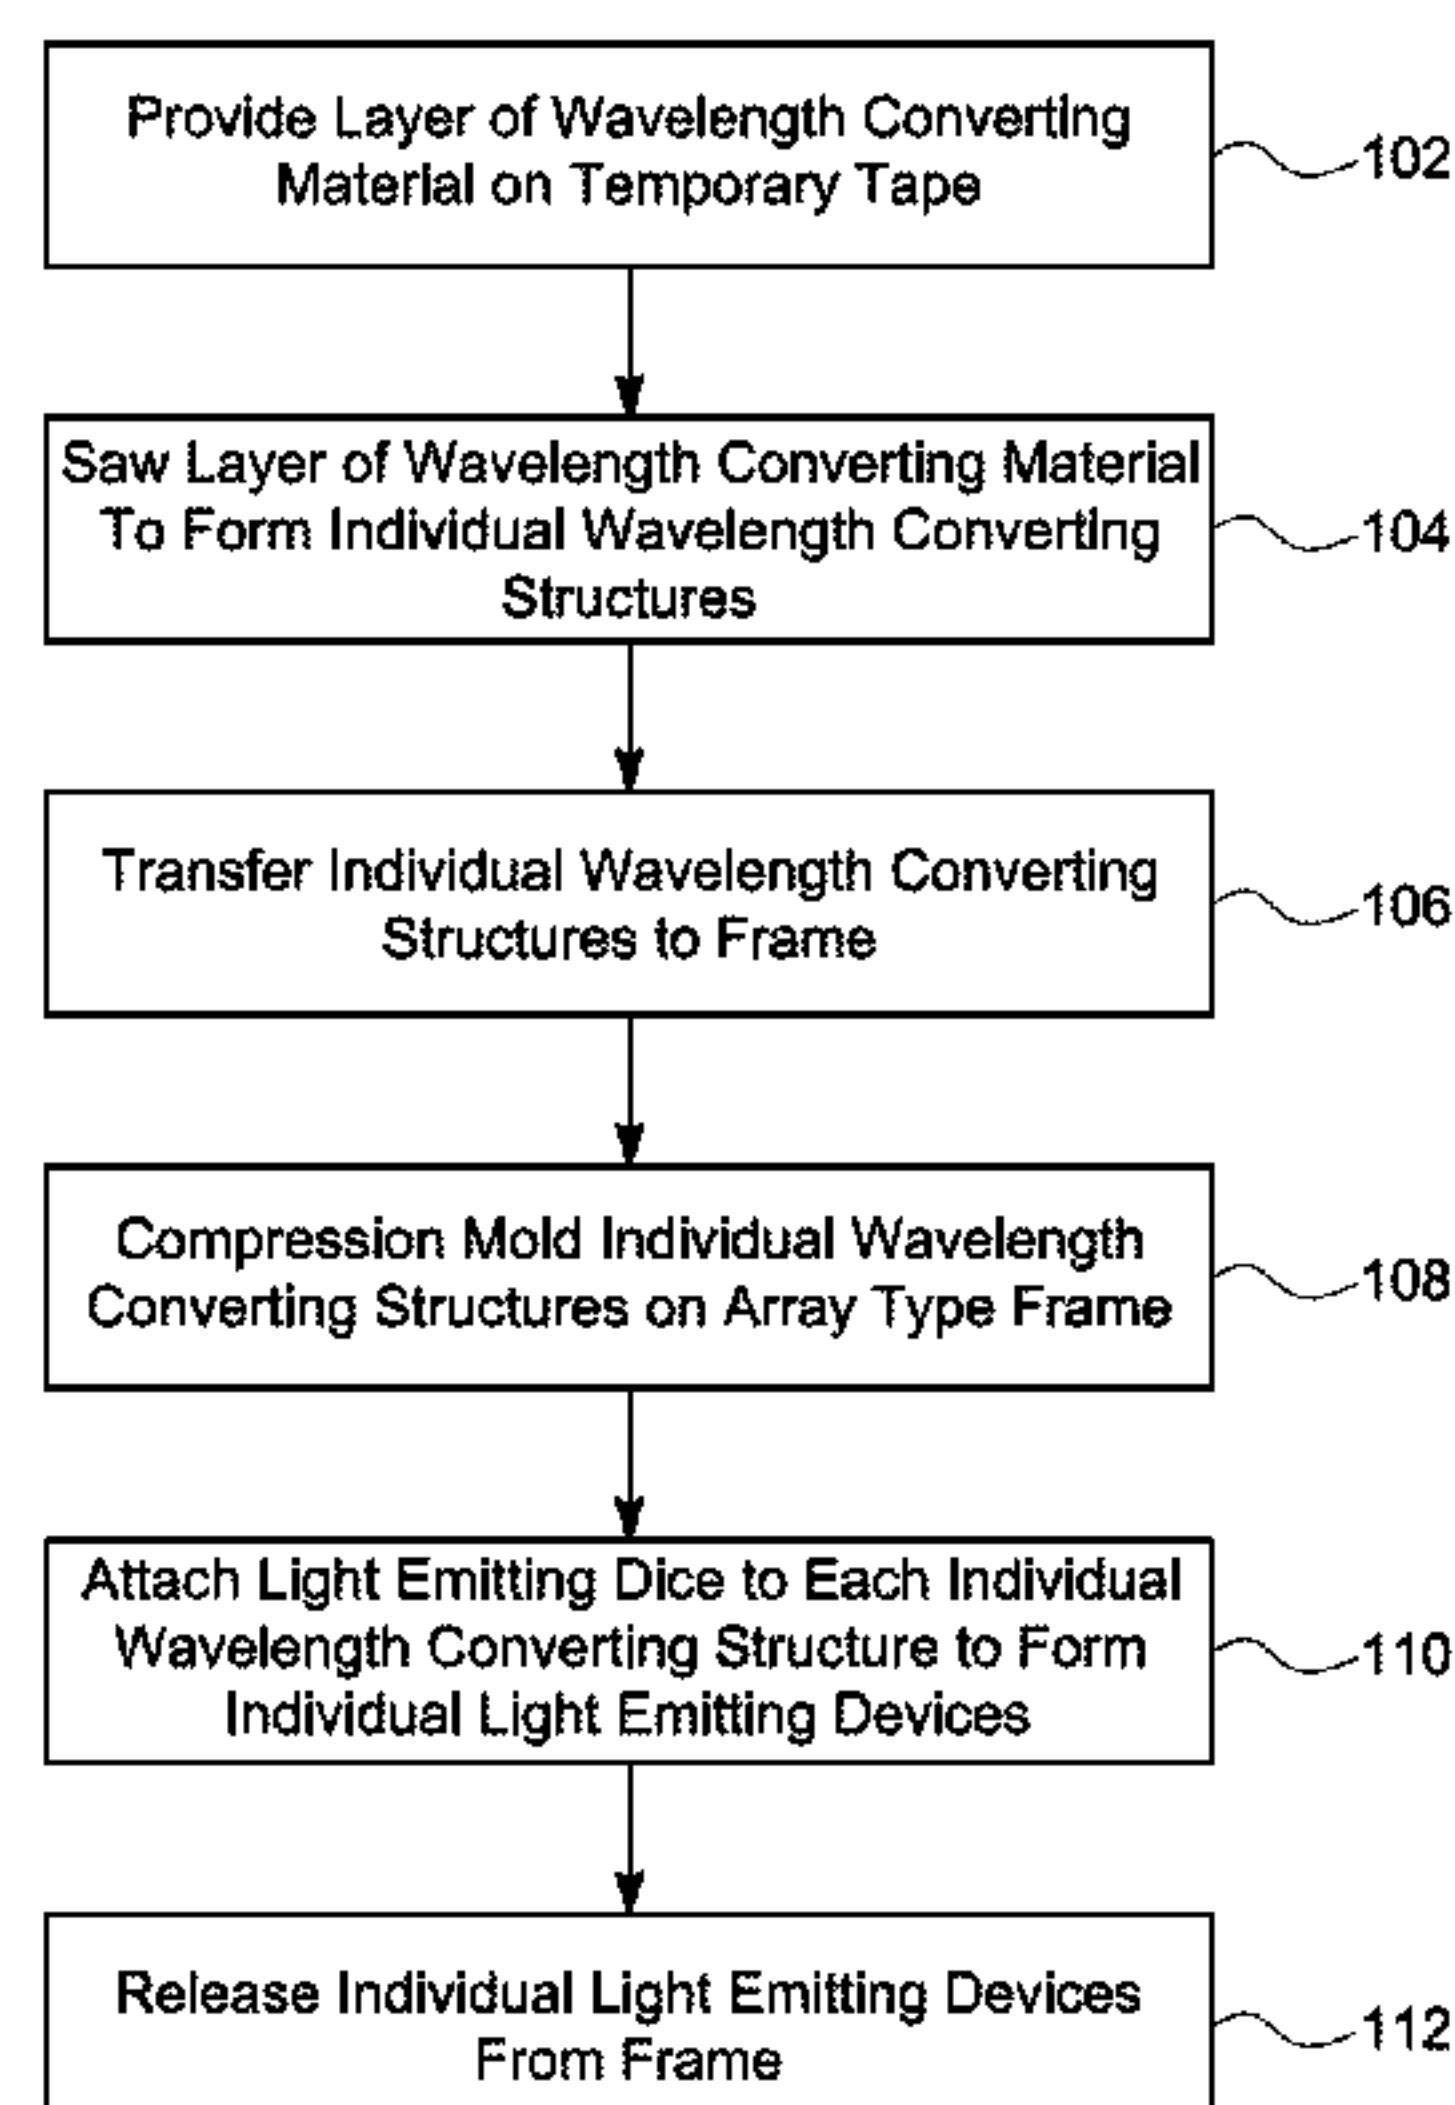 Provide Layer of Wavelength Converting
Material on Temporary Tape
102
Saw Layer of Wavelength Converting Material
To Form Individual Wavelength Converting
Structures
104
Transfer Individual Wavelength Converting
Structures to Frame
106
Compression Mold Individual Wavelength
Converting Structures on Array Type Frame
108
Attach Light Emitting Dice to Each Individual
Wavelength Converting Structure to Form
Individual Light Emitting Devices
110
Release Individual Light Emitting Devices
From Frame
112